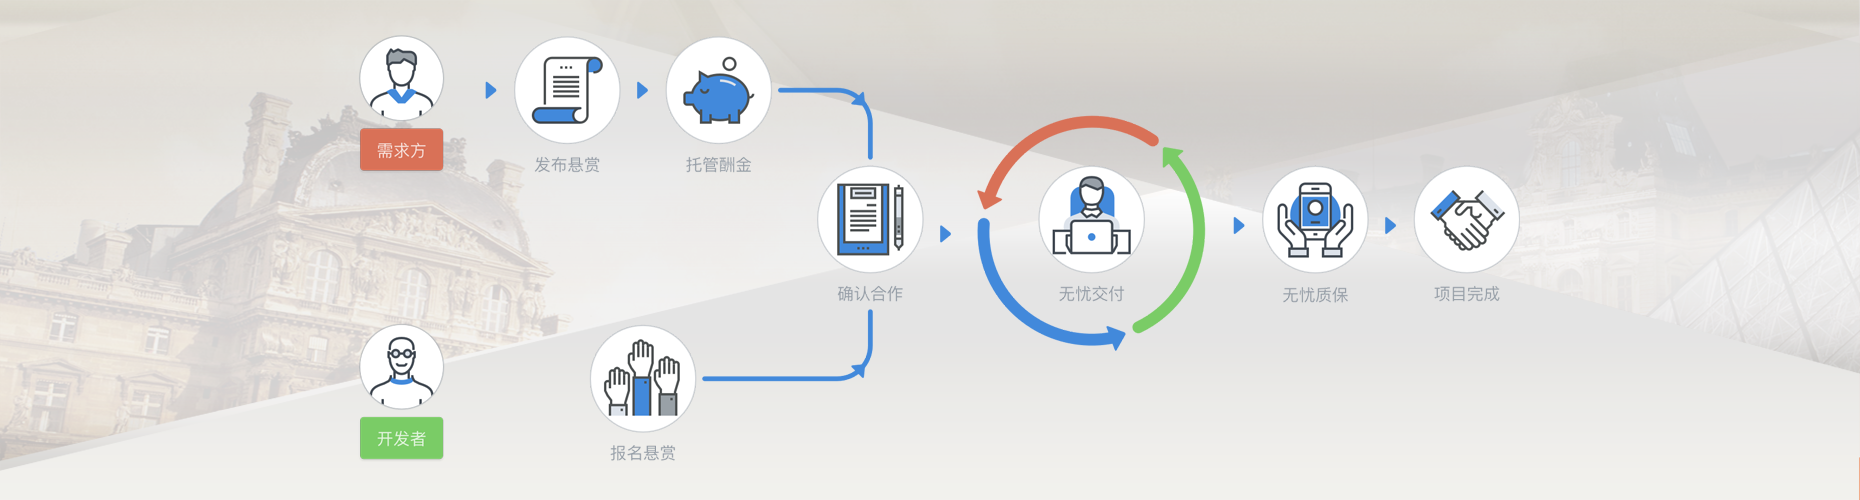 需求方
发布悬赏
托管酬金
确认合作
无忧交付
无忧质保
项目完成
开发者
报名悬赏